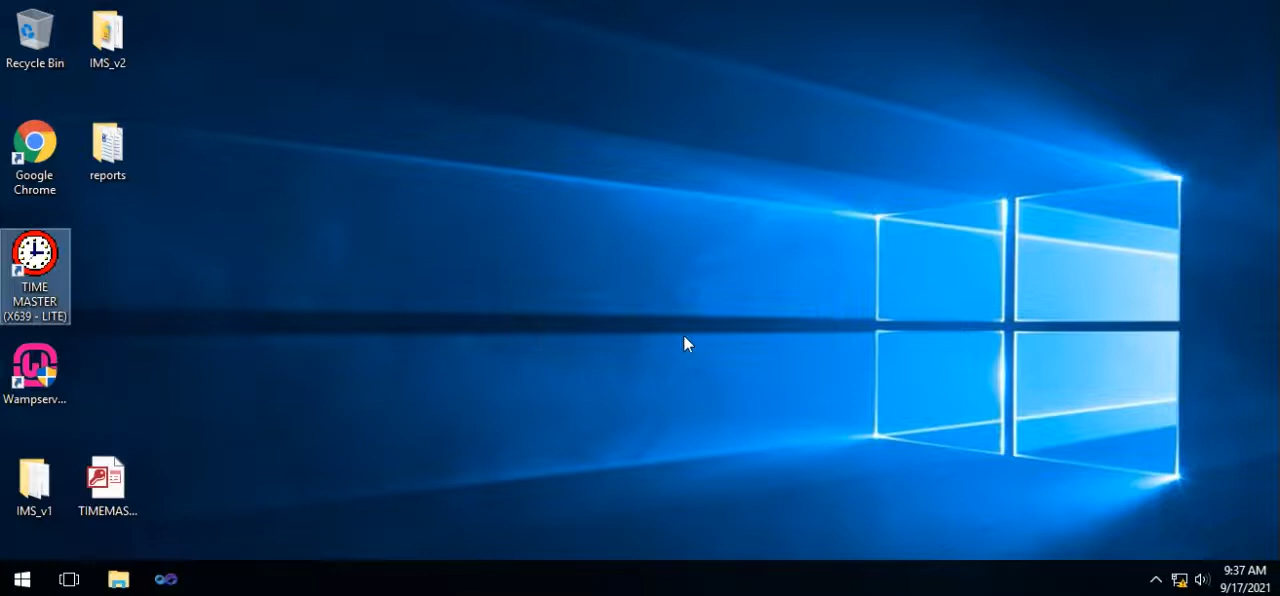 Recycle Bin
IMS_v2
Google
Chrome
reports
TIME
MASTER
(X639 - LITE)
Wampserv...
IMS_v1
TIMEMAS...
9:37 AM
9/17/2021